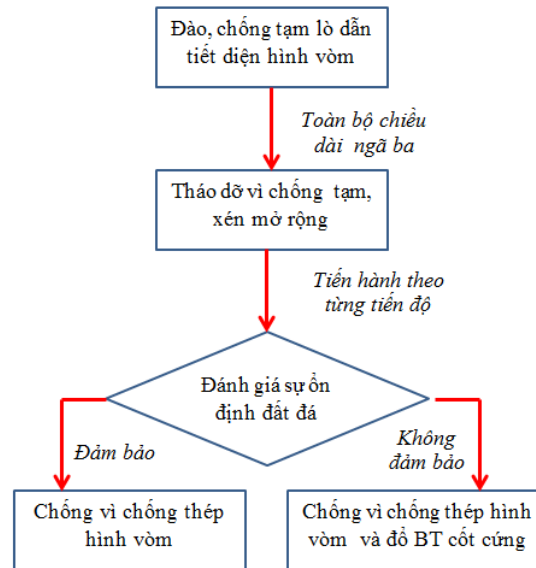 Đào, chống tạm lò dẫn
tiết diện hình vòm
Toàn bộ chiều
dài ngã ba
Tháo dỡ vì chống tạm,
xén mở rộng
Tiến hành theo
từng tiến độ
Đánh giá sự ổn
định đất đá
Đảm bảo
Không
đảm bảo
Chống vì chống thép
hình vòm
Chống vì chống thép hình
vòm và đổ BT cốt cứng